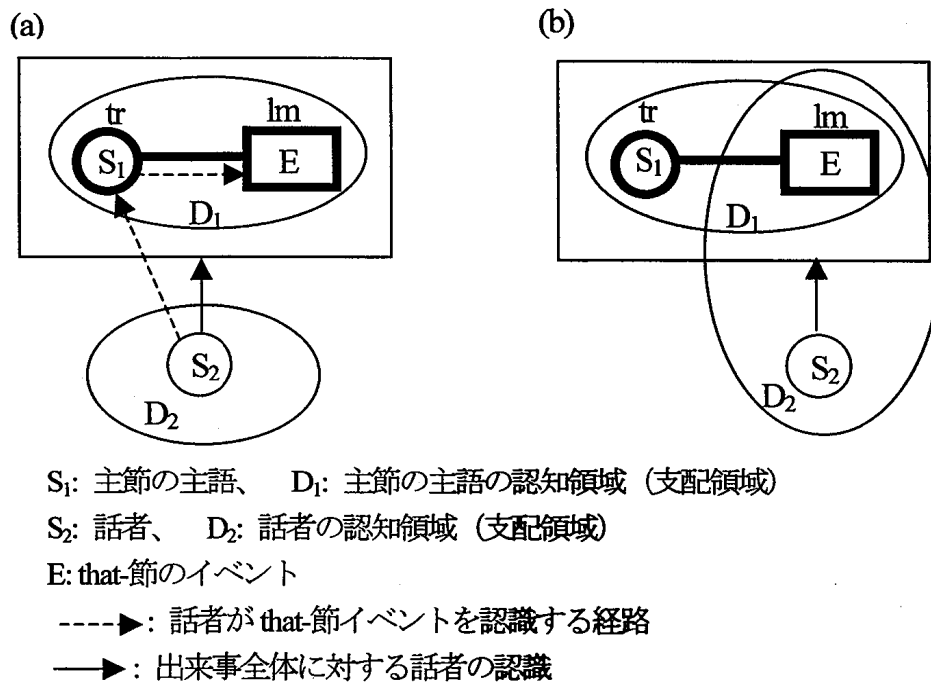 (a) (b)
tr lm tr lm
S₁ E S₁ E
D₁ D₁
S₂ S₂
D₂ D₂
S₁: 主節の主語、 D₁: 主節の主語の認知領域（支配領域）
S₂: 話者、 D₂: 話者の認知領域（支配領域）
E: that-節のイベント
: 話者が that-節イベントを認識する経路
: 出来事全体に対する話者の認識